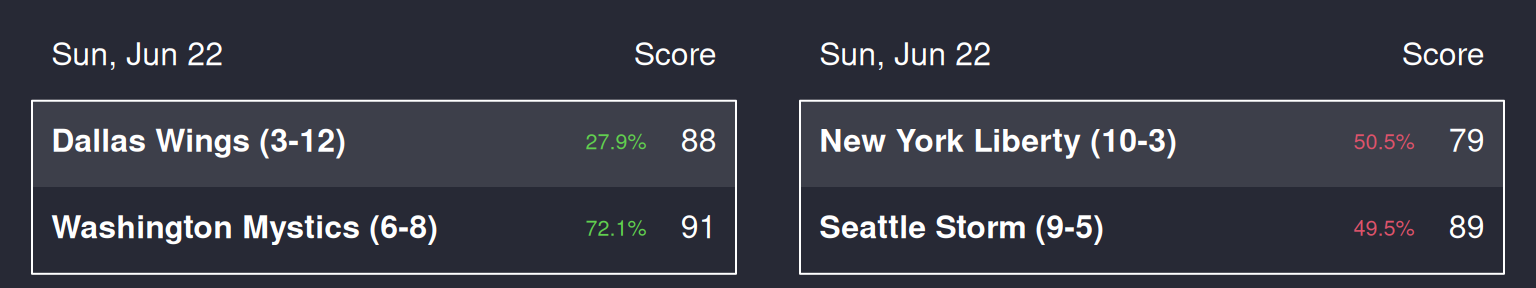 Sun, Jun 22 Score
Dallas Wings (3-12) 27.9% 88
Washington Mystics (6-8) 72.1% 91
Sun, Jun 22 Score
New York Liberty (10-3) 50.5% 79
Seattle Storm (9-5) 49.5% 89